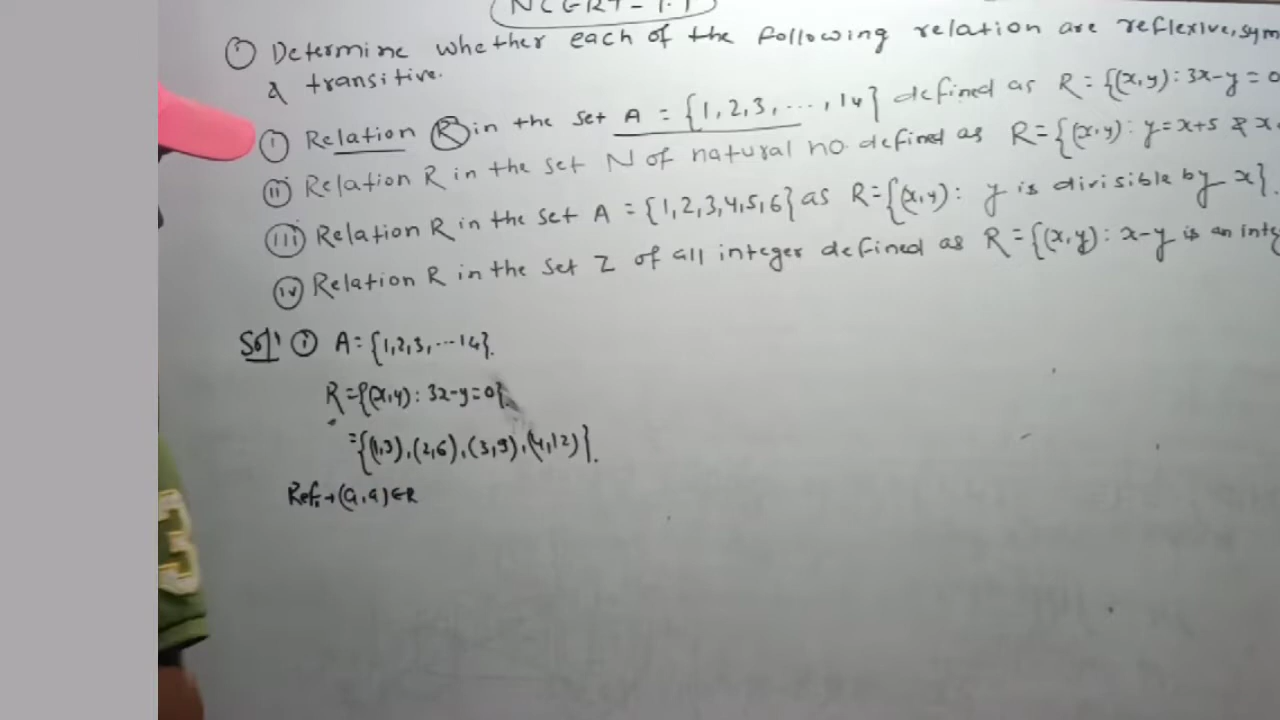 NCERT - 1.1
① Determine whether each of the following relation are reflexive, sym
& transitive.
(i) Relation R in the set A = {1, 2, 3, ..., 14} defined as R = {(x, y) : 3x - y = 0
(ii) Relation R in the set N of natural no. defined as R = {(x, y) : y = x + 5 & x,
(iii) Relation R in the set A = {1, 2, 3, 4, 5, 6} as R = {(x, y) : y is divisible by x}.
(iv) Relation R in the set Z of all integer defined as R = {(x, y) : x - y is an integ
Solⁿ ① A = {1, 2, 3, ... 14}.
R = {(x, y) : 3x - y = 0}.
= {(1, 3), (2, 6), (3, 9), (4, 12)}.
Ref. → (a, a) ∈ R
3